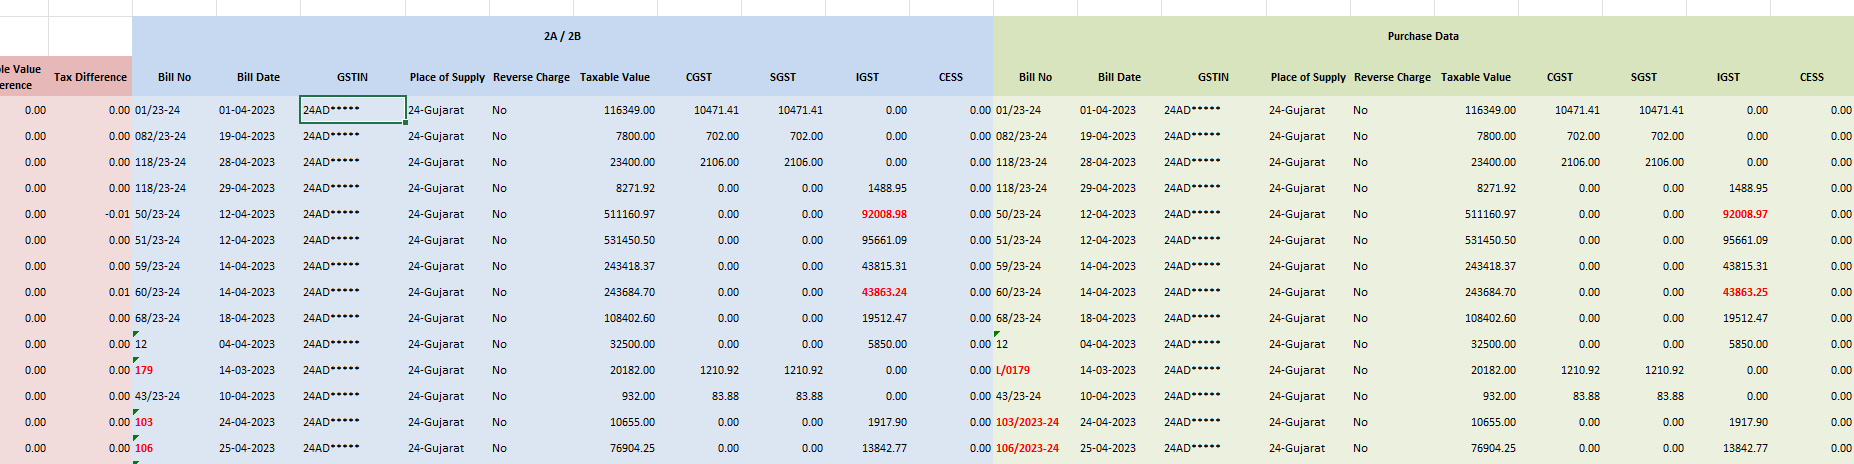 2A / 2B Purchase Data
le Value
erence Tax Difference Bill No Bill Date GSTIN Place of Supply Reverse Charge Taxable Value CGST SGST IGST CESS Bill No Bill Date GSTIN Place of Supply Reverse Charge Taxable Value CGST SGST IGST CESS
0.00 0.00 01/23-24 01-04-2023 24AD***** 24-Gujarat No 116349.00 10471.41 10471.41 0.00 0.00 01/23-24 01-04-2023 24AD***** 24-Gujarat No 116349.00 10471.41 10471.41 0.00 0.00
0.00 0.00 082/23-24 19-04-2023 24AD***** 24-Gujarat No 7800.00 702.00 702.00 0.00 0.00 082/23-24 19-04-2023 24AD***** 24-Gujarat No 7800.00 702.00 702.00 0.00 0.00
0.00 0.00 118/23-24 28-04-2023 24AD***** 24-Gujarat No 23400.00 2106.00 2106.00 0.00 0.00 118/23-24 28-04-2023 24AD***** 24-Gujarat No 23400.00 2106.00 2106.00 0.00 0.00
0.00 0.00 118/23-24 29-04-2023 24AD***** 24-Gujarat No 8271.92 0.00 0.00 1488.95 0.00 118/23-24 29-04-2023 24AD***** 24-Gujarat No 8271.92 0.00 0.00 1488.95 0.00
0.00 -0.01 50/23-24 12-04-2023 24AD***** 24-Gujarat No 511160.97 0.00 0.00 92008.98 0.00 50/23-24 12-04-2023 24AD***** 24-Gujarat No 511160.97 0.00 0.00 92008.97 0.00
0.00 0.00 51/23-24 12-04-2023 24AD***** 24-Gujarat No 531450.50 0.00 0.00 95661.09 0.00 51/23-24 12-04-2023 24AD***** 24-Gujarat No 531450.50 0.00 0.00 95661.09 0.00
0.00 0.00 59/23-24 14-04-2023 24AD***** 24-Gujarat No 243418.37 0.00 0.00 43815.31 0.00 59/23-24 14-04-2023 24AD***** 24-Gujarat No 243418.37 0.00 0.00 43815.31 0.00
0.00 0.01 60/23-24 14-04-2023 24AD***** 24-Gujarat No 243684.70 0.00 0.00 43863.24 0.00 60/23-24 14-04-2023 24AD***** 24-Gujarat No 243684.70 0.00 0.00 43863.25 0.00
0.00 0.00 68/23-24 18-04-2023 24AD***** 24-Gujarat No 108402.60 0.00 0.00 19512.47 0.00 68/23-24 18-04-2023 24AD***** 24-Gujarat No 108402.60 0.00 0.00 19512.47 0.00
0.00 0.00 12 04-04-2023 24AD***** 24-Gujarat No 32500.00 0.00 0.00 5850.00 0.00 12 04-04-2023 24AD***** 24-Gujarat No 32500.00 0.00 0.00 5850.00 0.00
0.00 0.00 179 14-03-2023 24AD***** 24-Gujarat No 20182.00 1210.92 1210.92 0.00 0.00 L/0179 14-03-2023 24AD***** 24-Gujarat No 20182.00 1210.92 1210.92 0.00 0.00
0.00 0.00 43/23-24 10-04-2023 24AD***** 24-Gujarat No 932.00 83.88 83.88 0.00 0.00 43/23-24 10-04-2023 24AD***** 24-Gujarat No 932.00 83.88 83.88 0.00 0.00
0.00 0.00 103 24-04-2023 24AD***** 24-Gujarat No 10655.00 0.00 0.00 1917.90 0.00 103/2023-24 24-04-2023 24AD***** 24-Gujarat No 10655.00 0.00 0.00 1917.90 0.00
0.00 0.00 106 25-04-2023 24AD***** 24-Gujarat No 76904.25 0.00 0.00 13842.77 0.00 106/2023-24 25-04-2023 24AD***** 24-Gujarat No 76904.25 0.00 0.00 13842.77 0.00